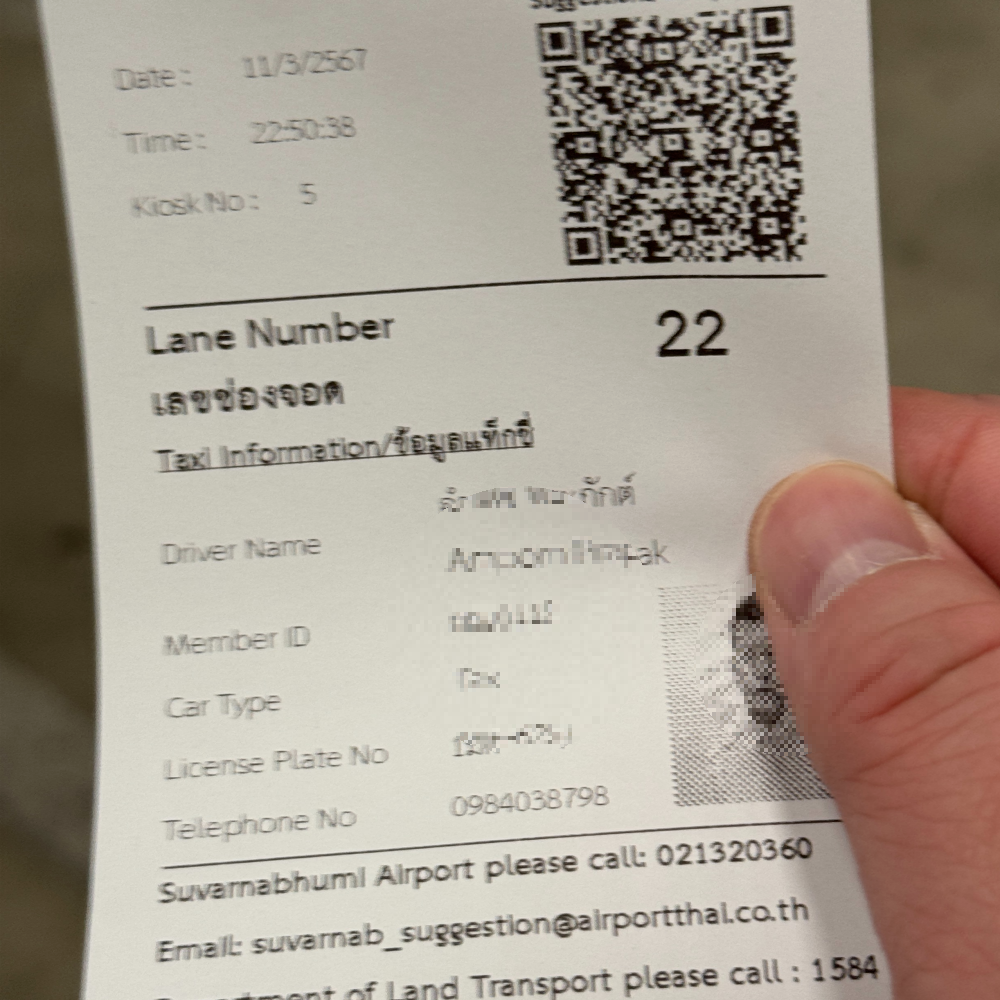 Date : 11/3/2567
Time : 22:50:38
Kiosk No : 5
Lane Number 22
เลขช่องจอด
Taxi Information/ข้อมูลแท็กซี่
Driver Name
Member ID
Car Type
License Plate No
Telephone No 0984038798
Suvarnabhumi Airport please call: 021320360
Email: suvarnab_suggestion@airportthai.co.th
of Land Transport please call : 1584